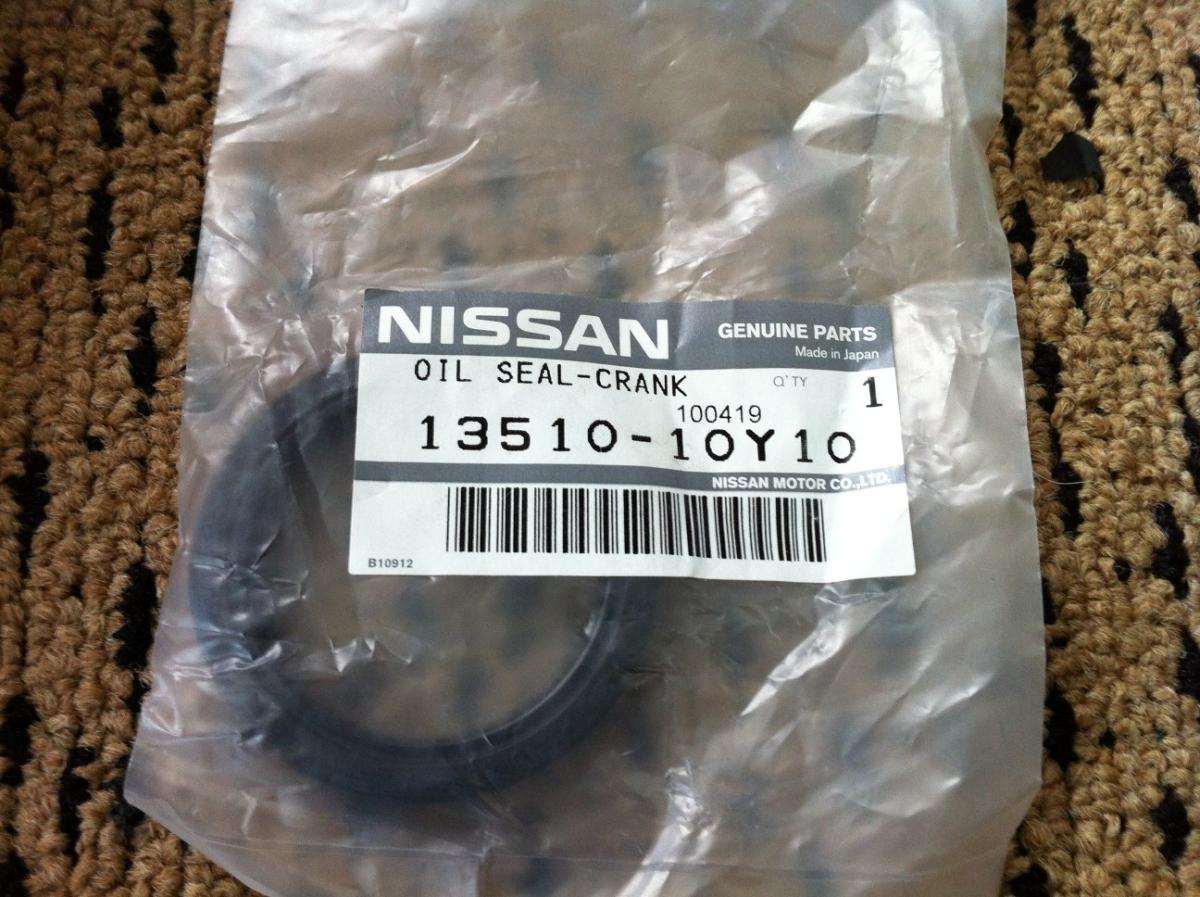 NISSAN GENUINE PARTS
Made in Japan
OIL SEAL-CRANK Q'TY 1
100419
13510-10Y10
NISSAN MOTOR CO.,LTD.
B10912